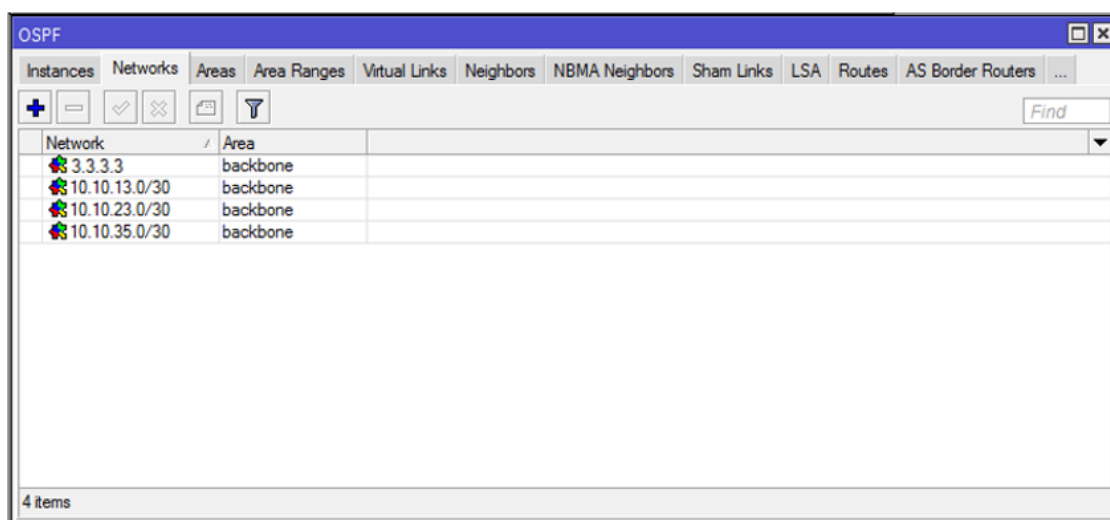 OSPF
Instances Networks Areas Area Ranges Virtual Links Neighbors NBMA Neighbors Sham Links LSA Routes AS Border Routers ...
Find
Network / Area
3.3.3.3 backbone
10.10.13.0/30 backbone
10.10.23.0/30 backbone
10.10.35.0/30 backbone
4 items